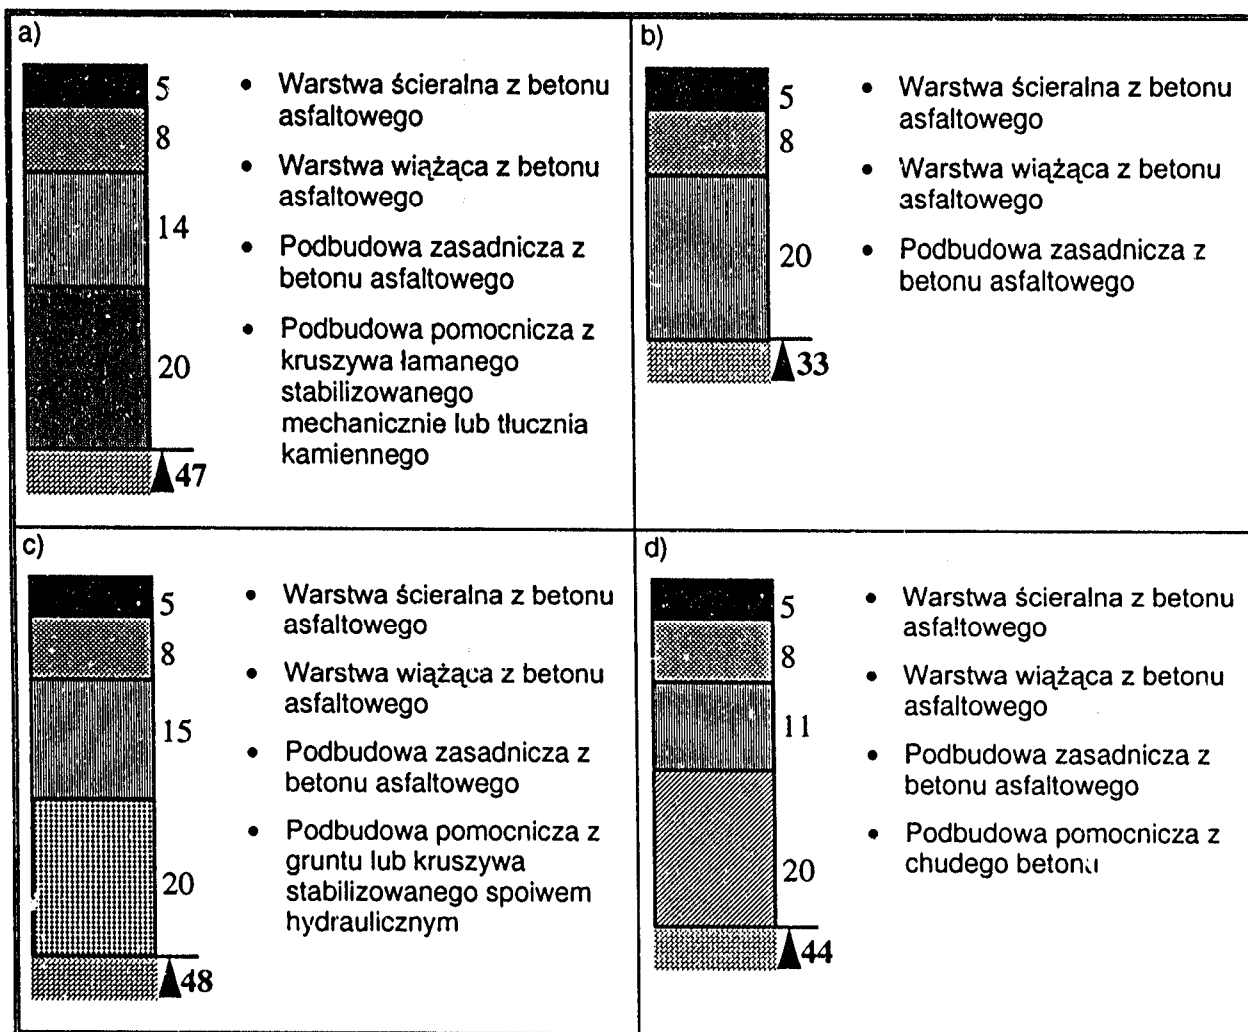 a)
5
8
14
20
47
• Warstwa ścieralna z betonu
asfaltowego
• Warstwa wiążąca z betonu
asfaltowego
• Podbudowa zasadnicza z
betonu asfaltowego
• Podbudowa pomocnicza z
kruszywa łamanego
stabilizowanego
mechanicznie lub tłucznia
kamiennego
b)
5
8
20
33
• Warstwa ścieralna z betonu
asfaltowego
• Warstwa wiążąca z betonu
asfaltowego
• Podbudowa zasadnicza z
betonu asfaltowego
c)
5
8
15
20
48
• Warstwa ścieralna z betonu
asfaltowego
• Warstwa wiążąca z betonu
asfaltowego
• Podbudowa zasadnicza z
betonu asfaltowego
• Podbudowa pomocnicza z
gruntu lub kruszywa
stabilizowanego spoiwem
hydraulicznym
d)
5
8
11
20
44
• Warstwa ścieralna z betonu
asfaltowego
• Warstwa wiążąca z betonu
asfaltowego
• Podbudowa zasadnicza z
betonu asfaltowego
• Podbudowa pomocnicza z
chudego betonu